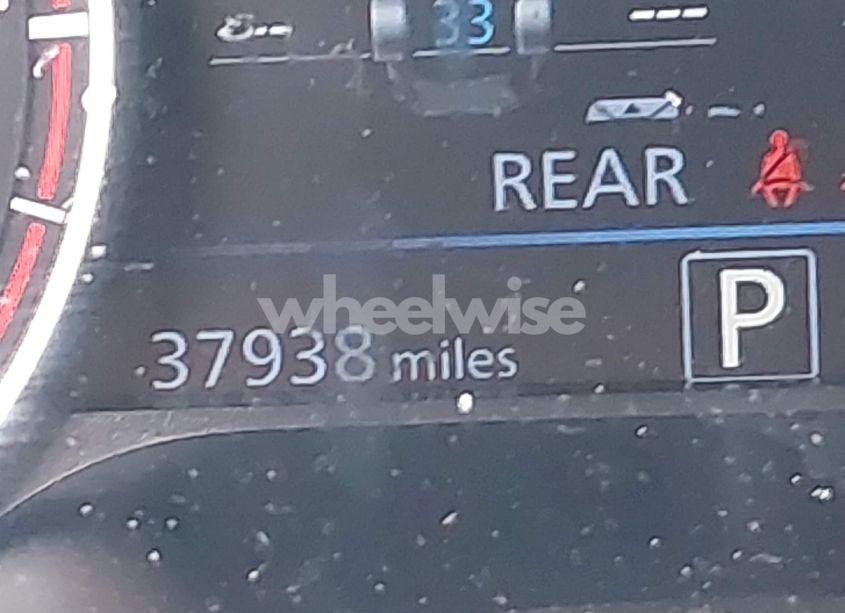 33
---
REAR
P
wheelwise
37938 miles